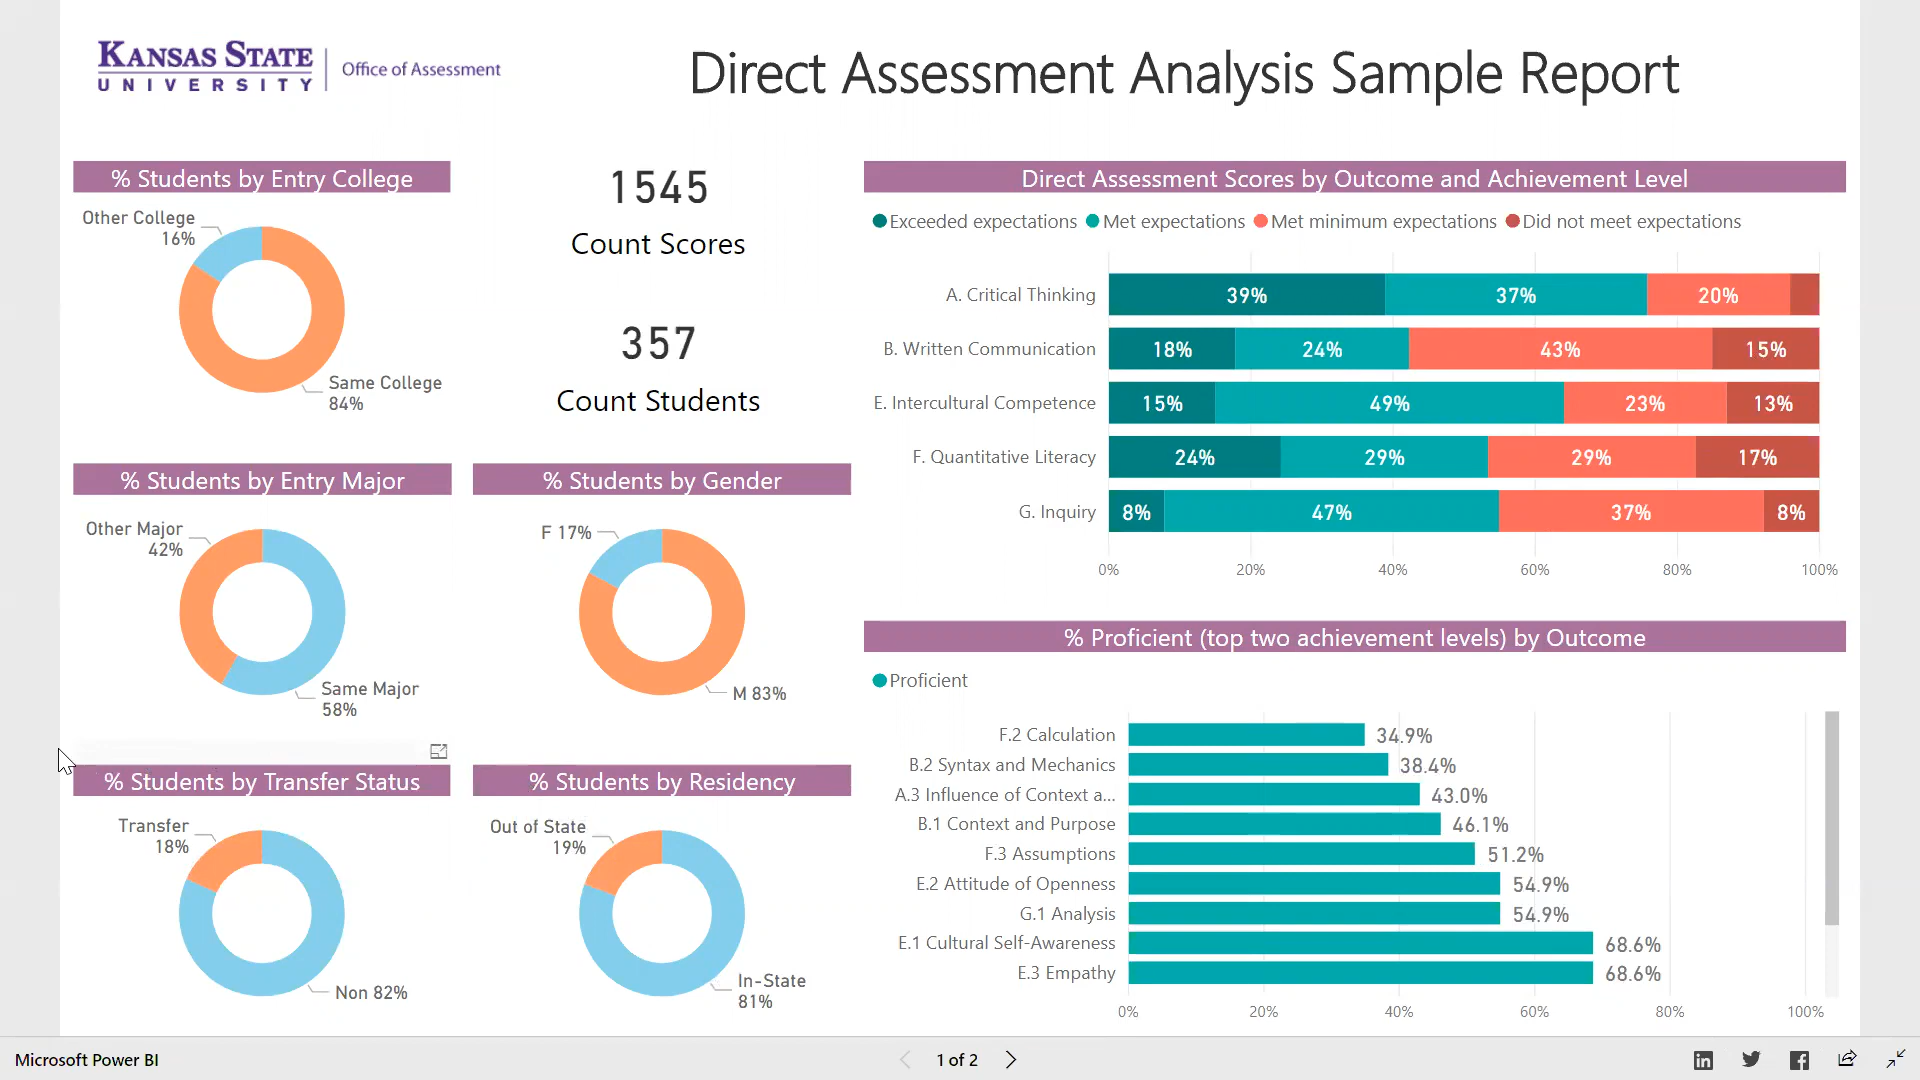 KANSAS STATE
UNIVERSITY
Office of Assessment
Direct Assessment Analysis Sample Report
% Students by Entry College
Other College
16%
Same College
84%
1545
Count Scores
357
Count Students
% Students by Entry Major
Other Major
42%
Same Major
58%
% Students by Gender
F 17%
M 83%
% Students by Transfer Status
Transfer
18%
Non 82%
% Students by Residency
Out of State
19%
In-State
81%
Direct Assessment Scores by Outcome and Achievement Level
Exceeded expectations Met expectations Met minimum expectations Did not meet expectations
A. Critical Thinking 39% 37% 20%
B. Written Communication 18% 24% 43% 15%
E. Intercultural Competence 15% 49% 23% 13%
F. Quantitative Literacy 24% 29% 29% 17%
G. Inquiry 8% 47% 37% 8%
0% 20% 40% 60% 80% 100%
% Proficient (top two achievement levels) by Outcome
Proficient
F.2 Calculation 34.9%
B.2 Syntax and Mechanics 38.4%
A.3 Influence of Context a... 43.0%
B.1 Context and Purpose 46.1%
F.3 Assumptions 51.2%
E.2 Attitude of Openness 54.9%
G.1 Analysis 54.9%
E.1 Cultural Self-Awareness 68.6%
E.3 Empathy 68.6%
0% 20% 40% 60% 80% 100%
Microsoft Power BI
1 of 2